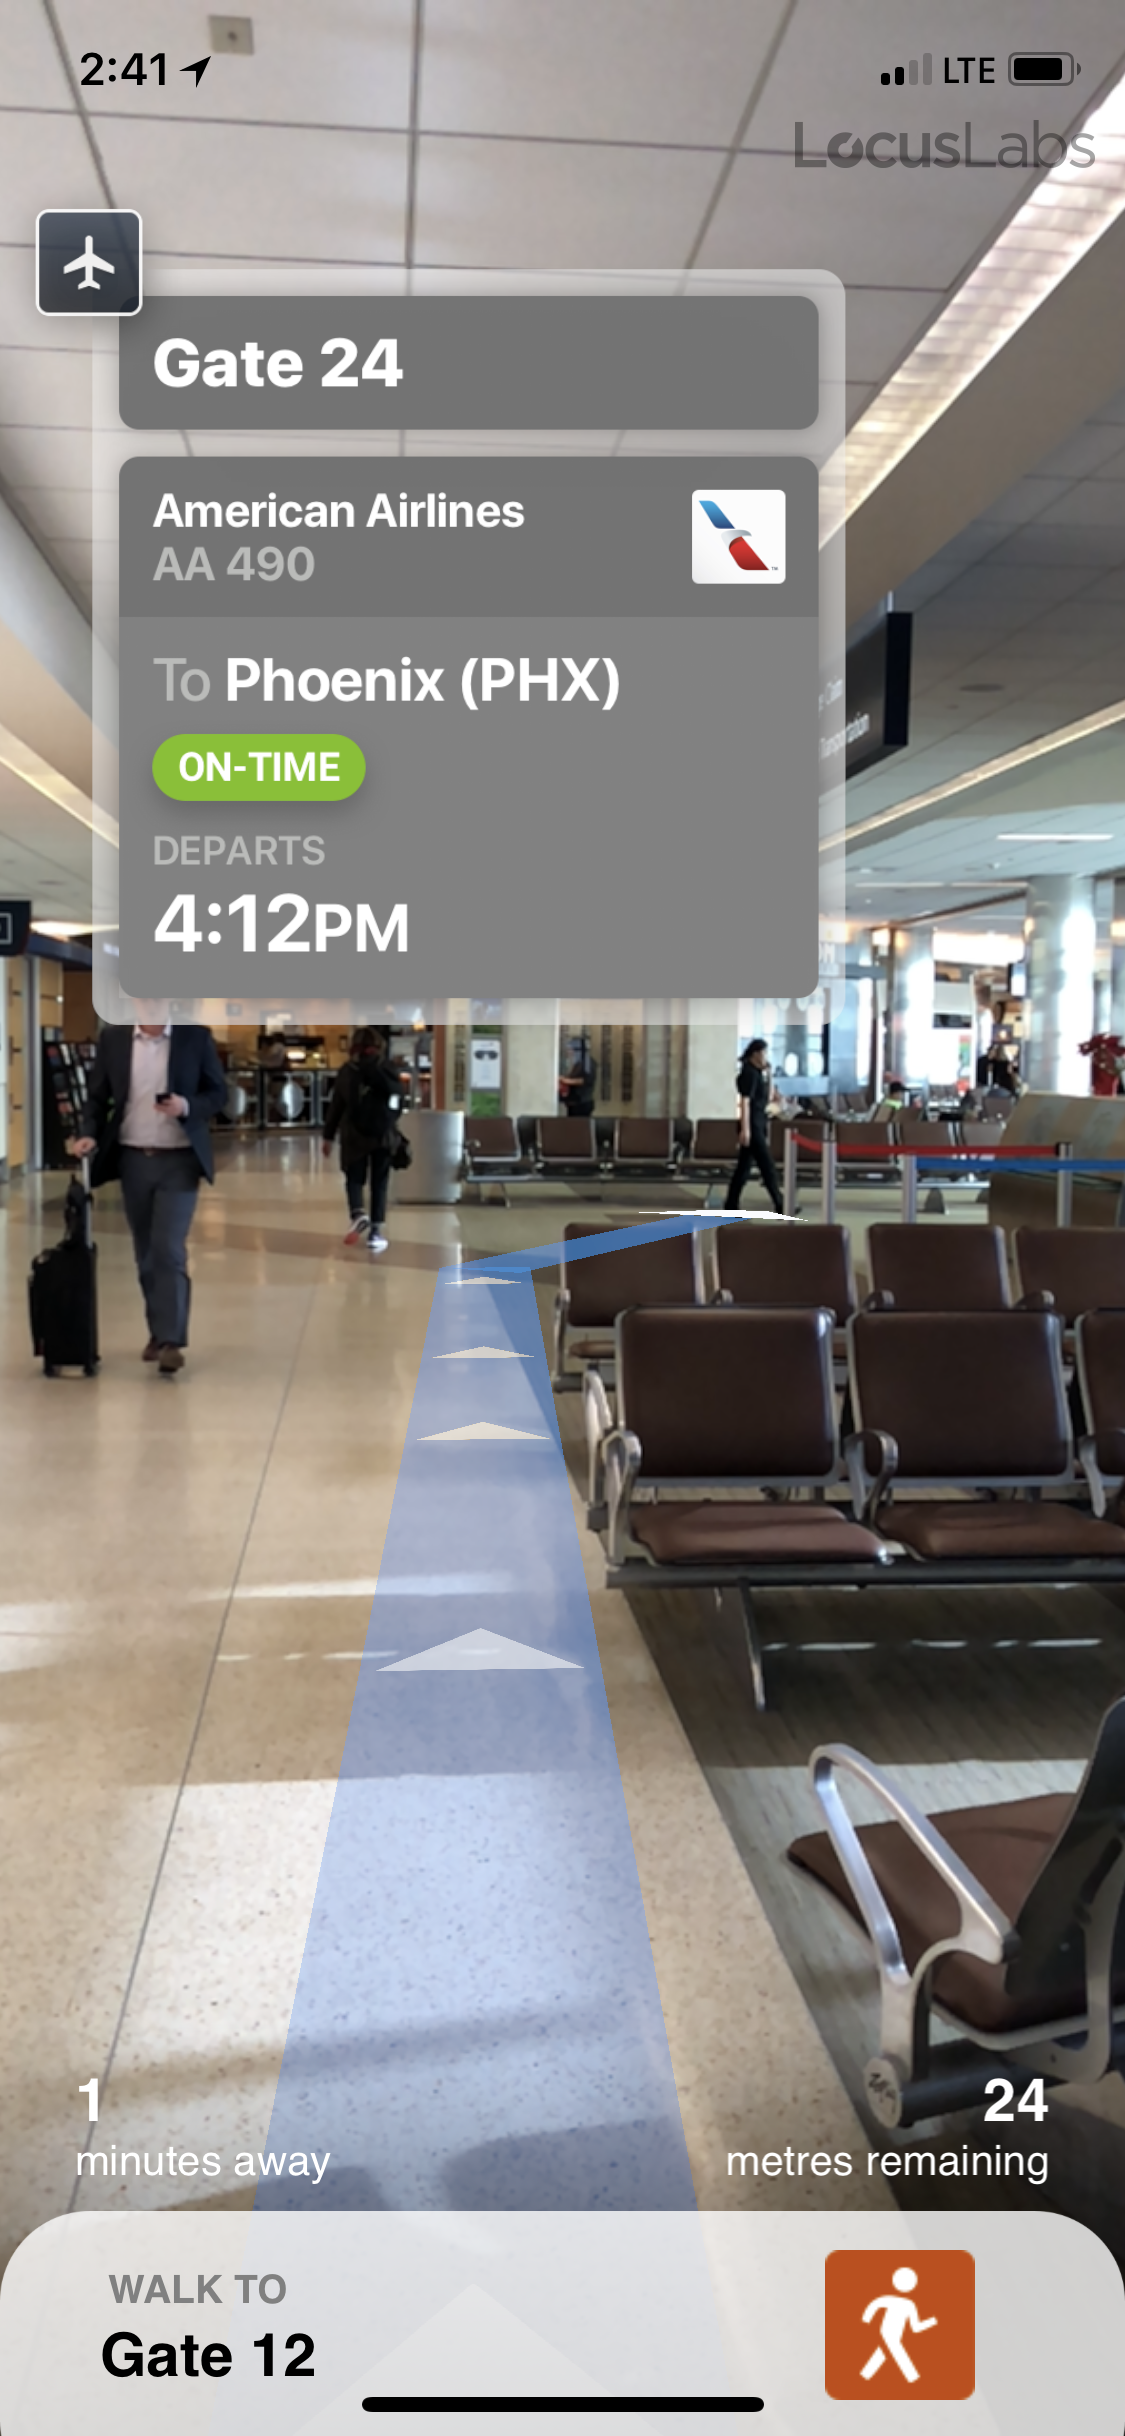 2:41
LTE
LocusLabs
Gate 24
American Airlines
AA 490
To Phoenix (PHX)
ON-TIME
DEPARTS
4:12PM
Transportation
1
minutes away
24
metres remaining
WALK TO
Gate 12